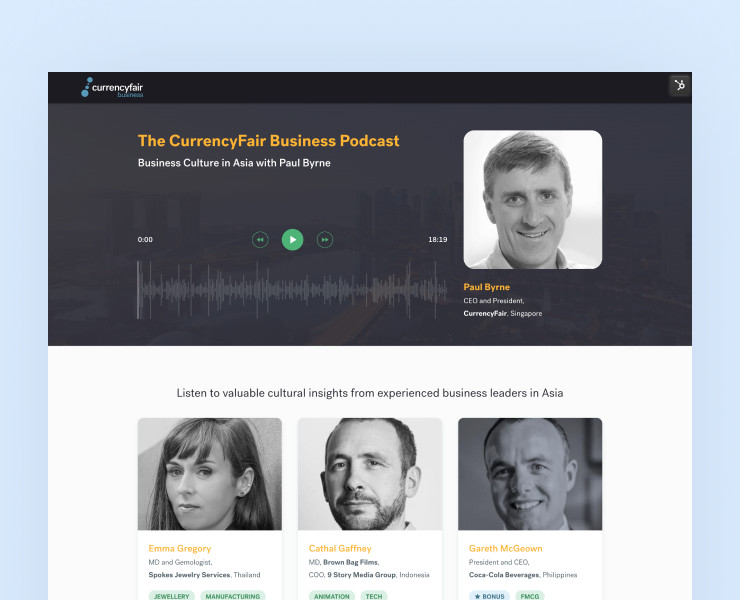 currencyfair
business
The CurrencyFair Business Podcast
Business Culture in Asia with Paul Byrne
0:00
18:19
Paul Byrne
CEO and President,
CurrencyFair, Singapore
Listen to valuable cultural insights from experienced business leaders in Asia
Emma Gregory
MD and Gemologist,
Spokes Jewelry Services, Thailand
JEWELLERY
MANUFACTURING
Cathal Gaffney
MD, Brown Bag Films,
COO, 9 Story Media Group, Indonesia
ANIMATION
TECH
Gareth McGeown
President and CEO,
Coca-Cola Beverages, Philippines
★ BONUS
FMCG